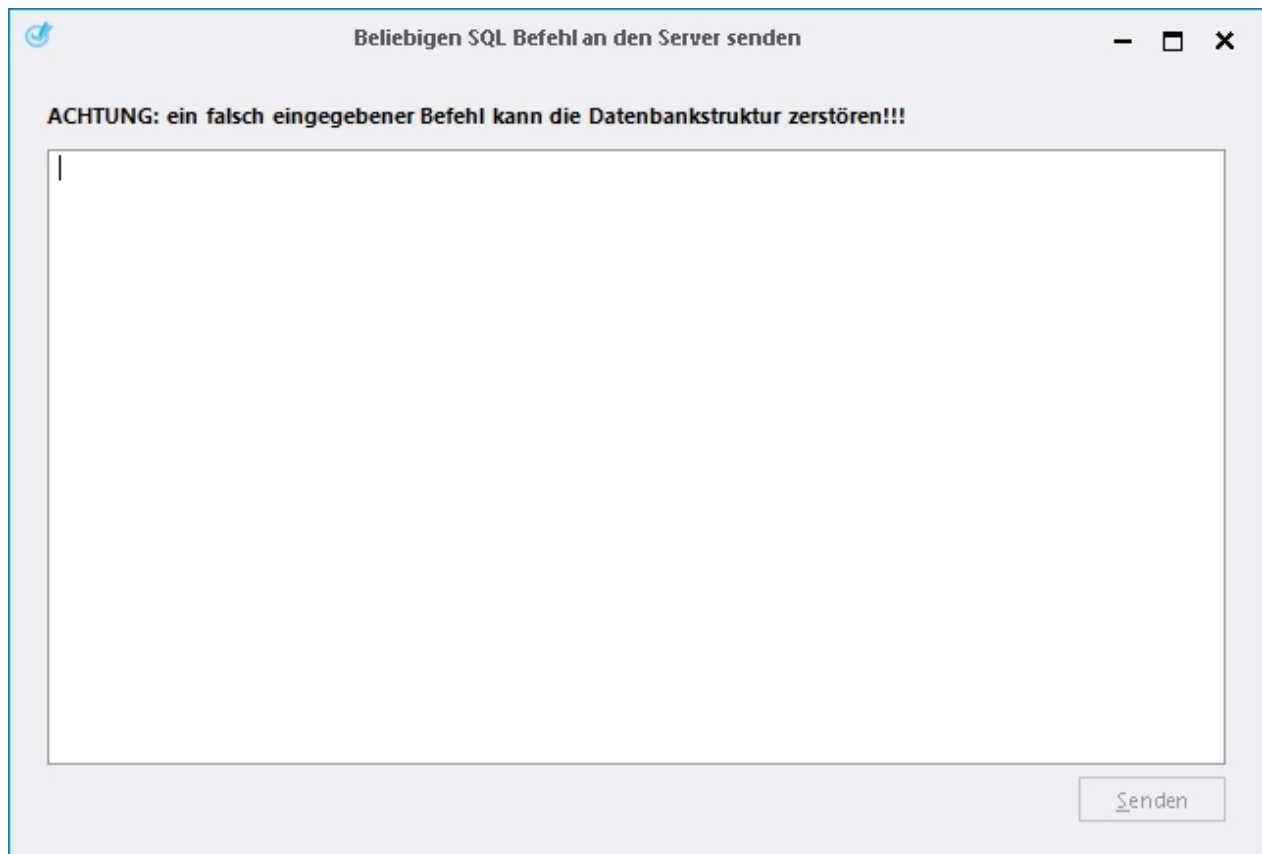 Beliebigen SQL Befehl an den Server senden
ACHTUNG: ein falsch eingegebener Befehl kann die Datenbankstruktur zerstören!!!
Senden